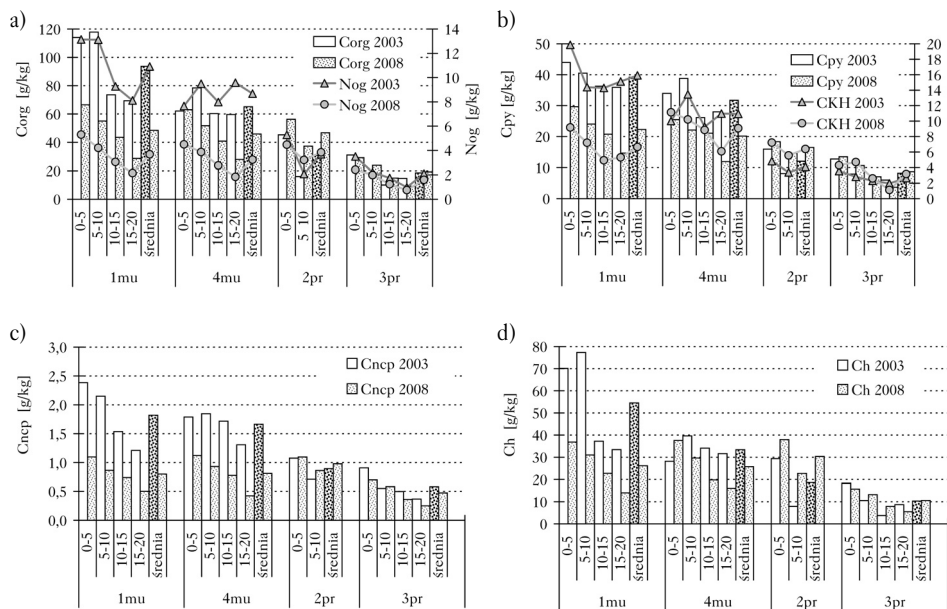 a)
Corg [g/kg]
120
100
80
60
40
20
0
Corg 2003
Corg 2008
Nog 2003
Nog 2008
14
12
10
8
6
4
2
0
Nog [g/kg]
0-5 5-10 10-15 15-20 średnia 0-5 5-10 10-15 15-20 średnia 0-5 5-10 średnia 0-5 5-10 10-15 15-20 średnia
1mu 4mu 2pr 3pr
b)
Cpy [g/kg]
50
40
30
20
10
0
Cpy 2003
Cpy 2008
CKH 2003
CKH 2008
20
18
16
14
12
10
8
6
4
2
0
0-5 5-10 10-15 15-20 średnia 0-5 5-10 10-15 15-20 średnia 0-5 5-10 średnia 0-5 5-10 10-15 15-20 średnia
1mu 4mu 2pr 3pr
c)
Cncp [g/kg]
3,0
2,5
2,0
1,5
1,0
0,5
0,0
Cncp 2003
Cncp 2008
0-5 5-10 10-15 15-20 średnia 0-5 5-10 10-15 15-20 średnia 0-5 5-10 średnia 0-5 5-10 10-15 15-20 średnia
1mu 4mu 2pr 3pr
d)
Ch [g/kg]
80
70
60
50
40
30
20
10
0
Ch 2003
Ch 2008
0-5 5-10 10-15 15-20 średnia 0-5 5-10 10-15 15-20 średnia 0-5 5-10 średnia 0-5 5-10 10-15 15-20 średnia
1mu 4mu 2pr 3pr